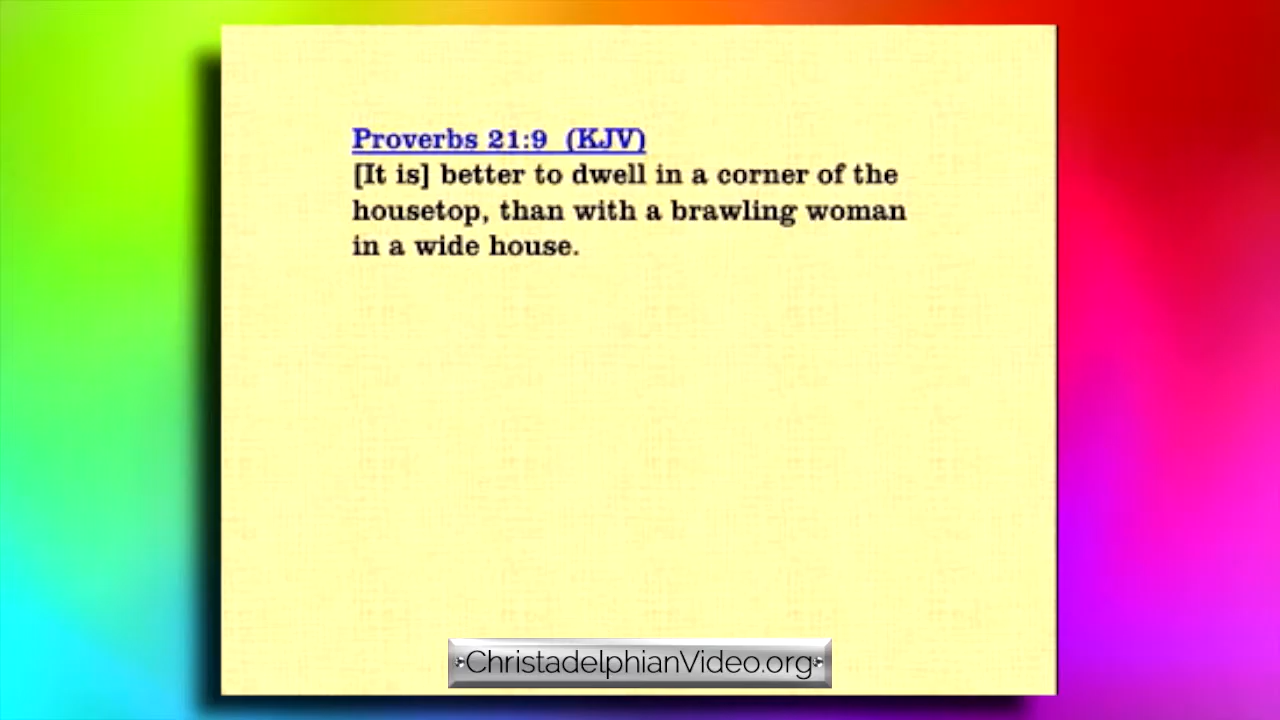 Proverbs 21:9 (KJV)
[It is] better to dwell in a corner of the
housetop, than with a brawling woman
in a wide house.
ChristadelphianVideo.org